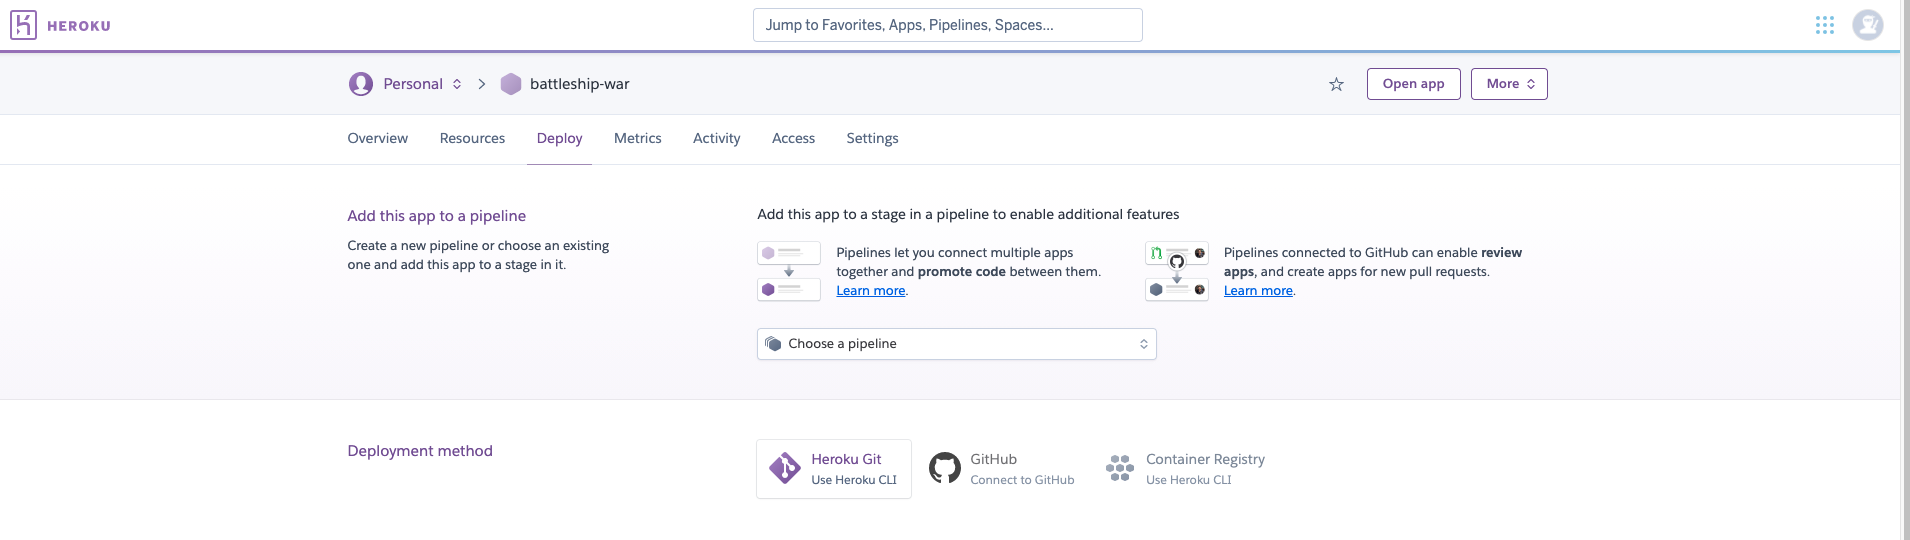 HEROKU
Jump to Favorites, Apps, Pipelines, Spaces...
Personal
battleship-war
Open app
More
Overview
Resources
Deploy
Metrics
Activity
Access
Settings
Add this app to a pipeline
Create a new pipeline or choose an existing
one and add this app to a stage in it.
Add this app to a stage in a pipeline to enable additional features
Pipelines let you connect multiple apps
together and promote code between them.
Learn more.
Pipelines connected to GitHub can enable review
apps, and create apps for new pull requests.
Learn more.
Choose a pipeline
Deployment method
Heroku Git
Use Heroku CLI
GitHub
Connect to GitHub
Container Registry
Use Heroku CLI